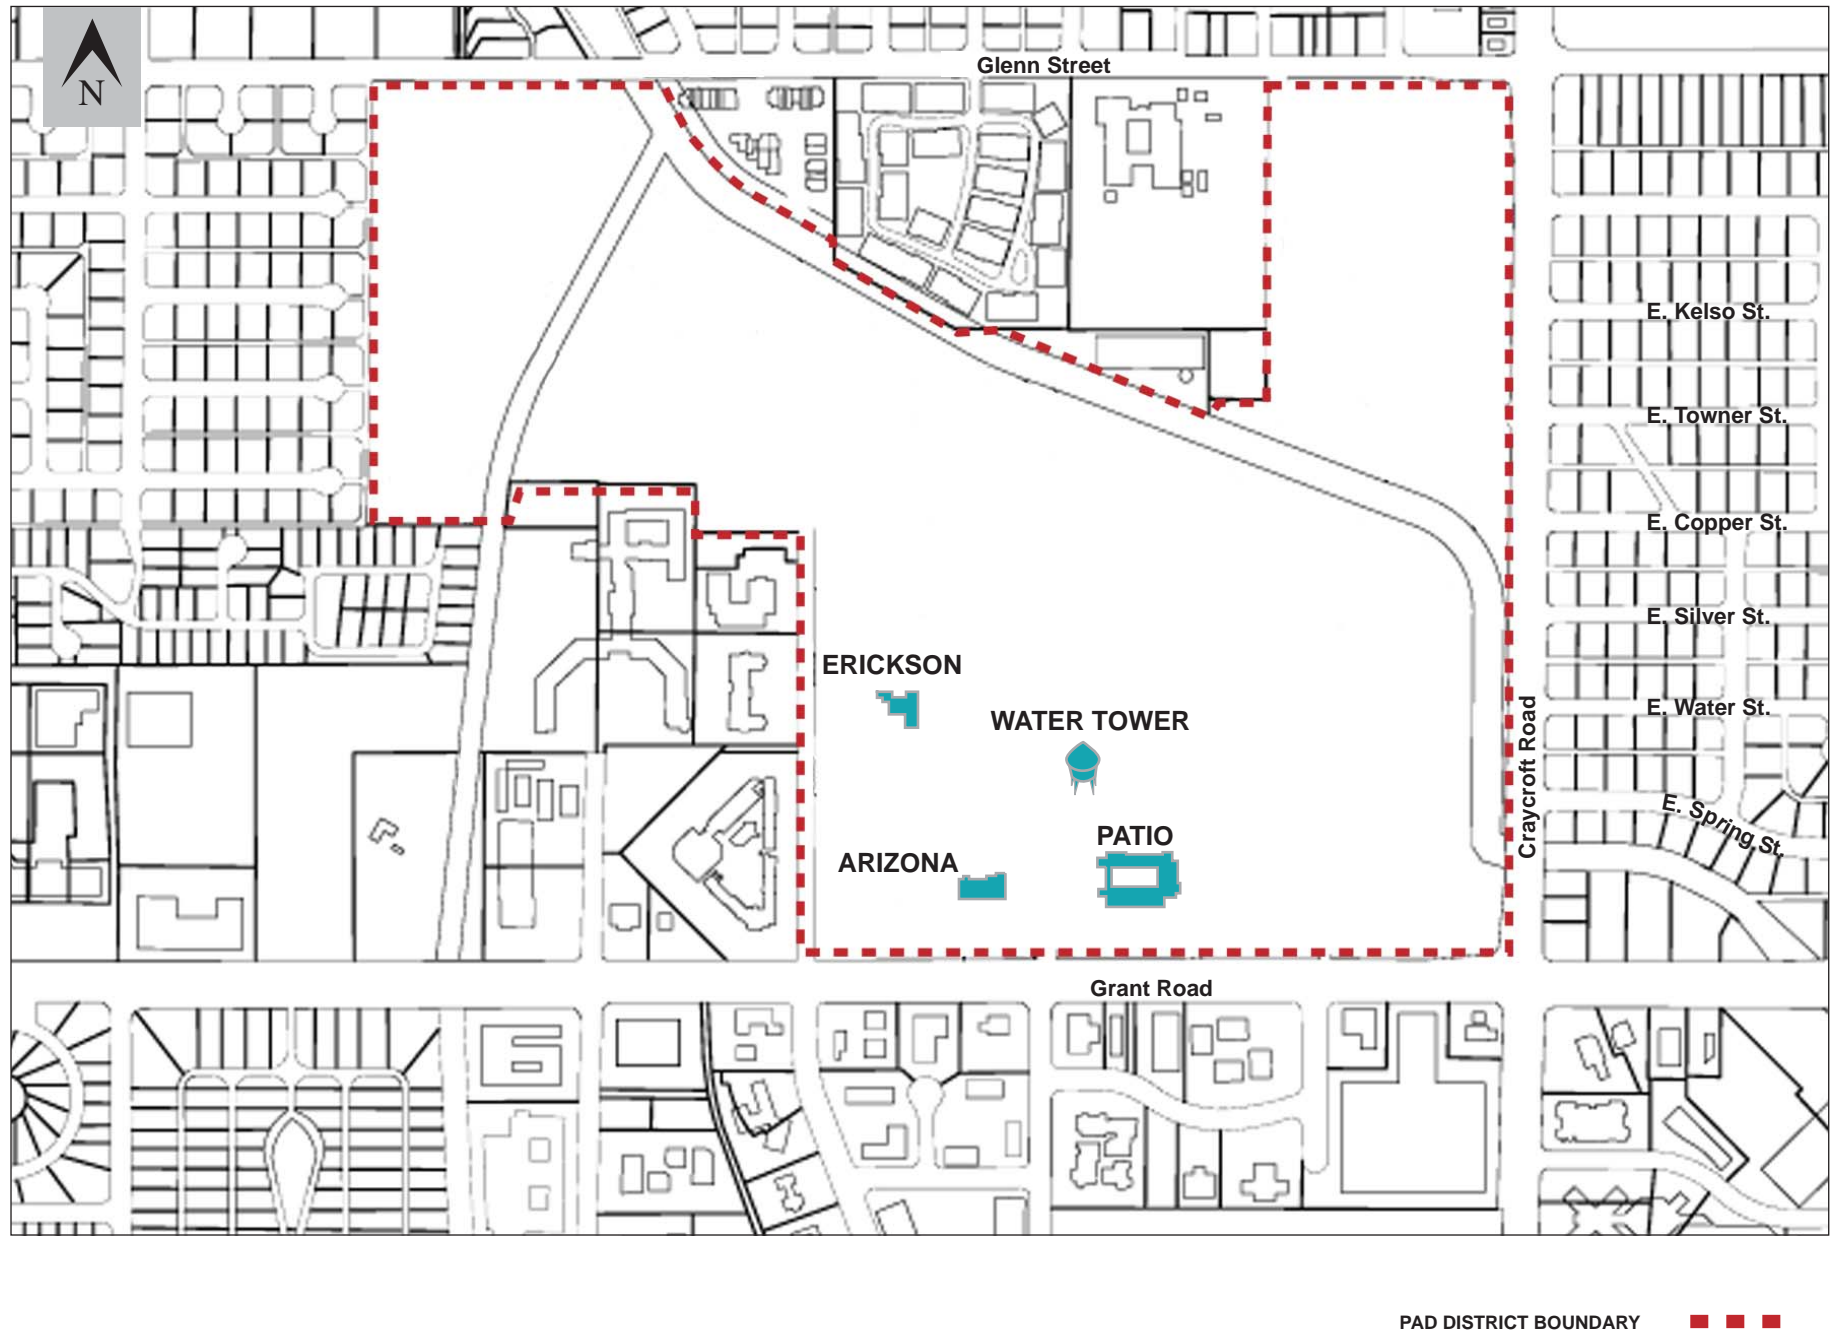 N
Glenn Street
E. Kelso St.
E. Towner St.
E. Copper St.
E. Silver St.
ERICKSON
E. Water St.
WATER TOWER
Craycroft Road
E. Spring St.
PATIO
ARIZONA
Grant Road
PAD DISTRICT BOUNDARY